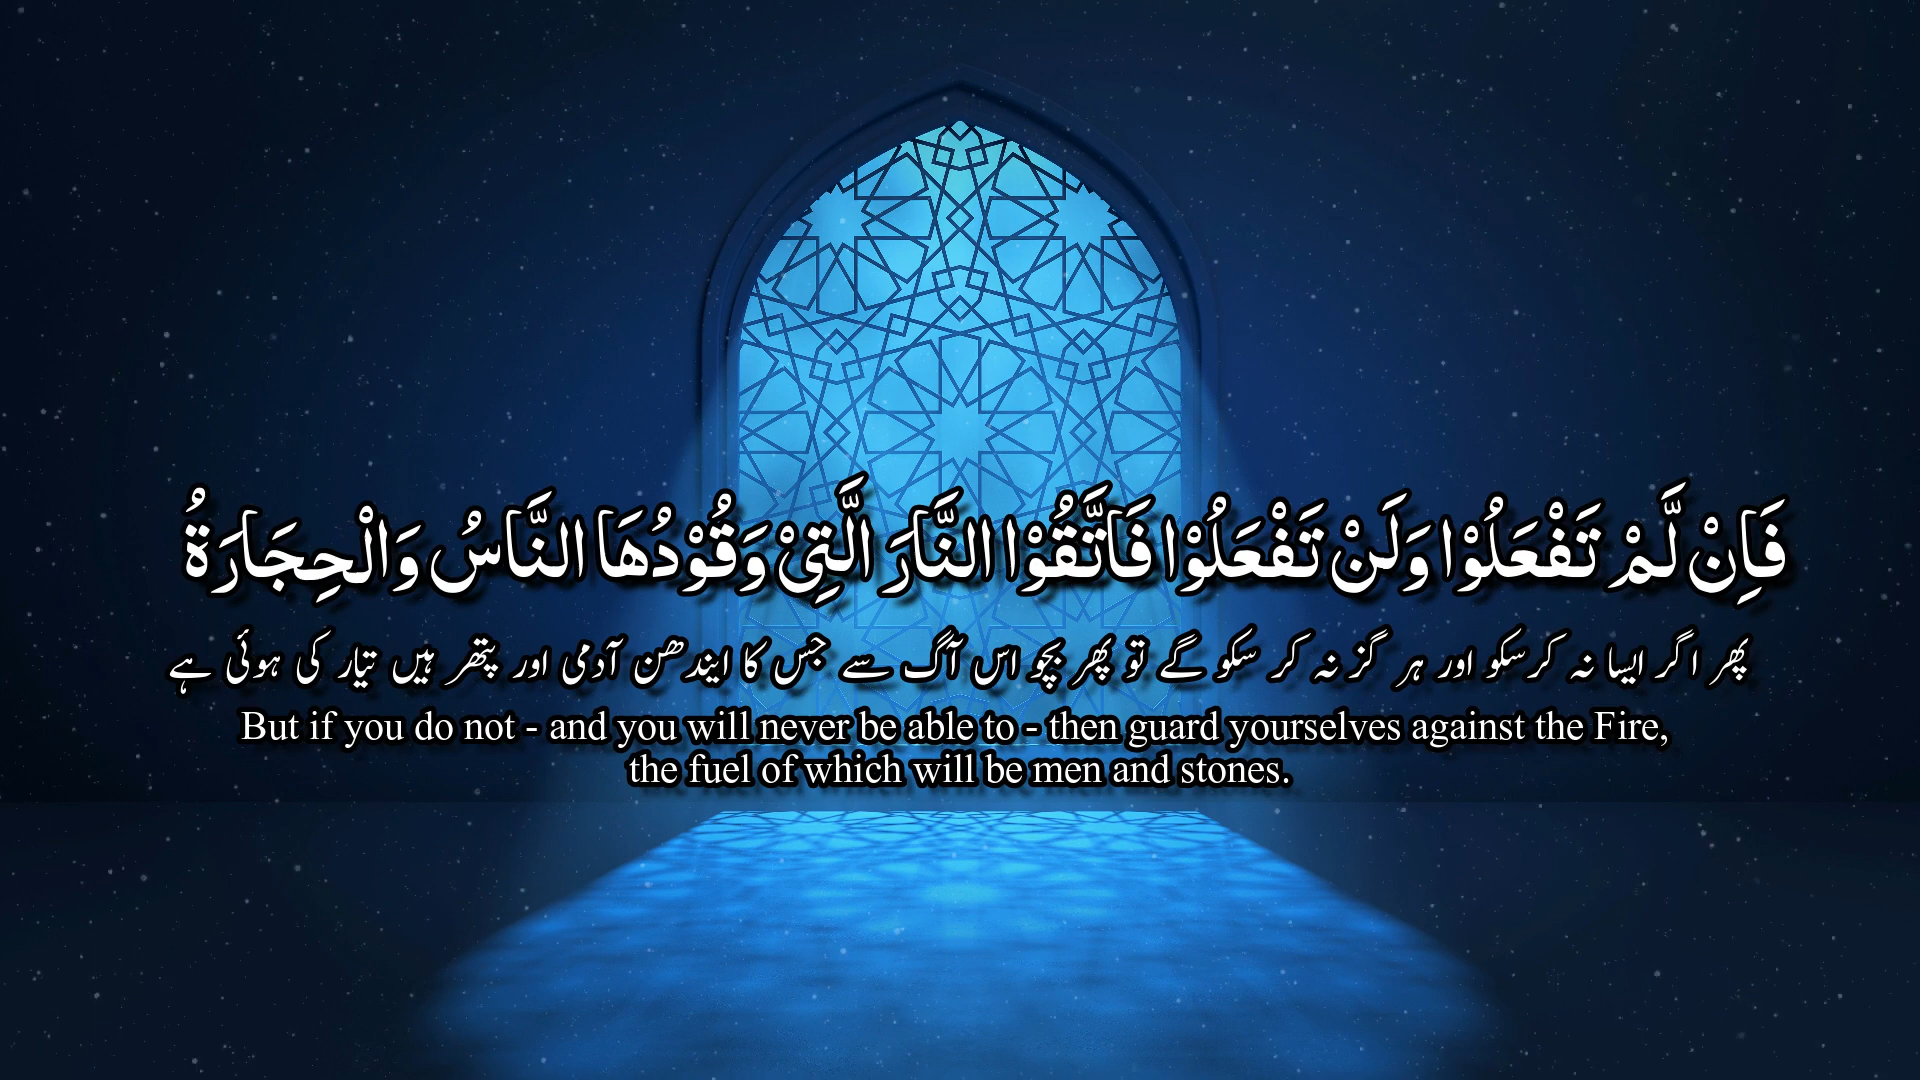 فَاِنْ لَّمْ تَفْعَلُوْا وَلَنْ تَفْعَلُوْا فَاتَّقُوا النَّارَ الَّتِىْ وَقُوْدُهَا النَّاسُ وَالْحِجَارَةُ
پھر اگر ایسا نہ کرسکو اور ہر گز نہ کر سکو گے تو پھر بچو اس آگ سے جس کا ایندھن آدمی اور پتھر ہیں تیار کی ہوئی ہے
But if you do not - and you will never be able to - then guard yourselves against the Fire,
the fuel of which will be men and stones.